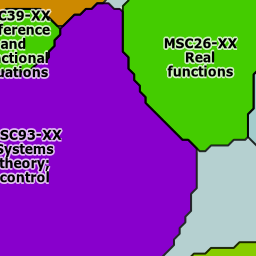 C39-XX
ference
and
ctional
uations
MSC26-XX
Real
functions
SC93-XX
Systems
theory;
control